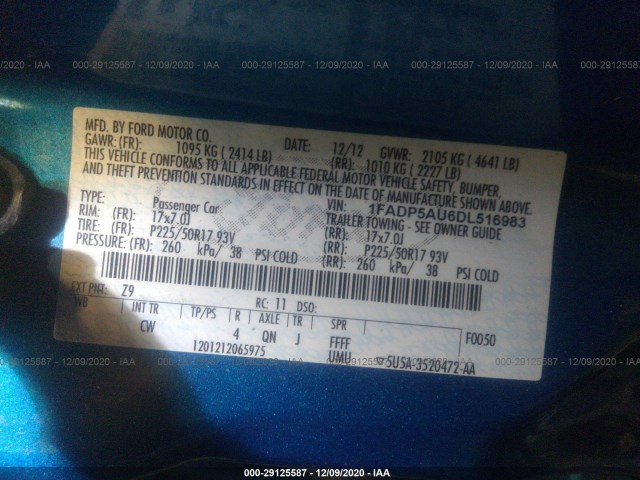 000-29125587 - 12/09/2020 - IAA
MFD. BY FORD MOTOR CO.
DATE: 12/12 GVWR: 2105 KG ( 4641 LB)
GAWR: (FR): 1095 KG ( 2414 LB) (RR): 1010 KG ( 2227 LB)
THIS VEHICLE CONFORMS TO ALL APPLICABLE FEDERAL MOTOR VEHICLE SAFETY, BUMPER,
AND THEFT PREVENTION STANDARDS IN EFFECT ON THE DATE OF MANUFACTURE SHOWN ABOVE.
VIN: 1FADP5AU6DL516983
TYPE: Passenger Car TRAILER TOWING - SEE OWNER GUIDE
RIM: (FR): 17x7.0J (RR): 17x7.0J
TIRE: (FR): P225/50R17 93V (RR): P225/50R17 93V
PRESSURE: (FR): 260 kPa/ 38 PSI COLD (RR): 260 kPa/ 38 PSI COLD
EXT PNT: Z9 RC: 11 DSO: F0050
WB INT TR TP/PS R AXLE TR SPR
CW 4 QN J FFFF
1201212065975 UMU 5U5A-3520472-AA
000-29125587 - 12/09/2020 - IAA
000-29125587 - 12/09/2020 - IAA